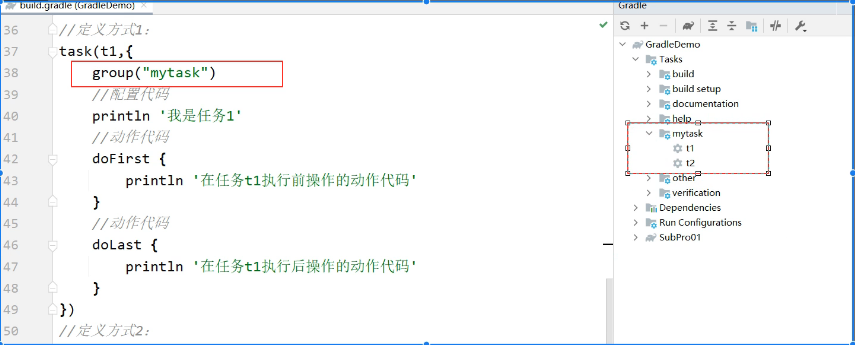 build.gradle (GradleDemo)
36 //定义方式1：
37 task(t1,{
38 group("mytask")
39 //配置代码
40 println '我是任务1'
41 //动作代码
42 doFirst {
43 println '在任务t1执行前操作的动作代码'
44 }
45 //动作代码
46 doLast {
47 println '在任务t1执行后操作的动作代码'
48 }
49 })
50 //定义方式2：
Gradle
GradleDemo
Tasks
build
build setup
documentation
help
mytask
t1
t2
other
verification
Dependencies
Run Configurations
SubPro01